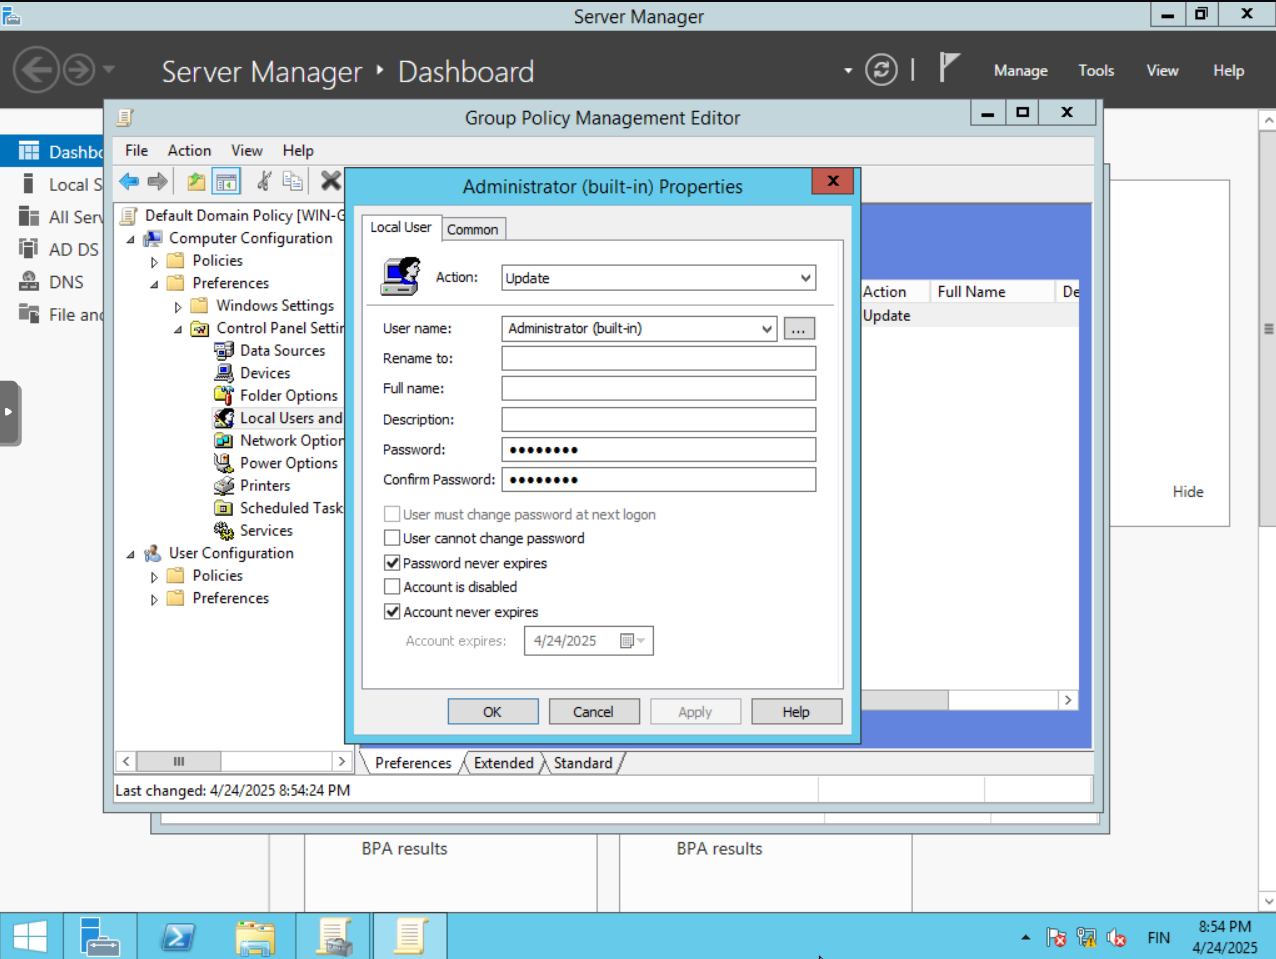 Server Manager
Server Manager ‣ Dashboard
Manage
Tools
View
Help
Group Policy Management Editor
File
Action
View
Help
Dashbo
Local S
All Serv
AD DS
DNS
File and
Default Domain Policy [WIN-G
Computer Configuration
Policies
Preferences
Windows Settings
Control Panel Settin
Data Sources
Devices
Folder Options
Local Users and
Network Option
Power Options
Printers
Scheduled Task
Services
User Configuration
Policies
Preferences
Administrator (built-in) Properties
Local User
Common
Action:
Update
User name:
Administrator (built-in)
...
Rename to:
Full name:
Description:
Password:
••••••••
Confirm Password:
••••••••
User must change password at next logon
User cannot change password
Password never expires
Account is disabled
Account never expires
Account expires:
4/24/2025
OK
Cancel
Apply
Help
Action
Full Name
De
Update
Hide
Preferences
Extended
Standard
Last changed: 4/24/2025 8:54:24 PM
BPA results
BPA results
FIN
8:54 PM
4/24/2025